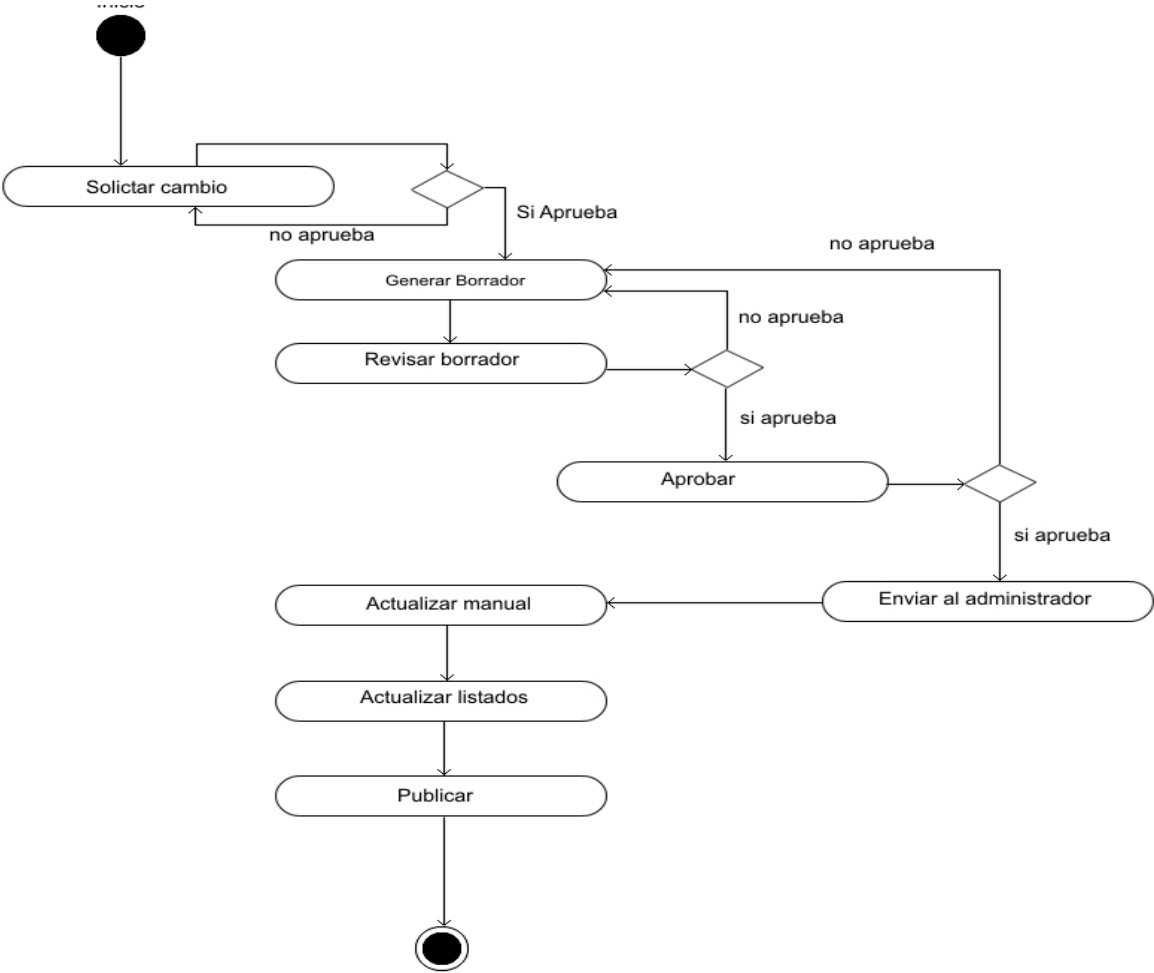 Solictar cambio
Si Aprueba
no aprueba
no aprueba
Generar Borrador
no aprueba
Revisar borrador
si aprueba
Aprobar
si aprueba
Enviar al administrador
Actualizar manual
Actualizar listados
Publicar